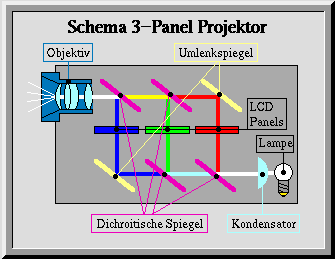 Schema 3-Panel Projektor
Objektiv
Umlenkspiegel
LCD
Panels
Lampe
Dichroitische Spiegel
Kondensator